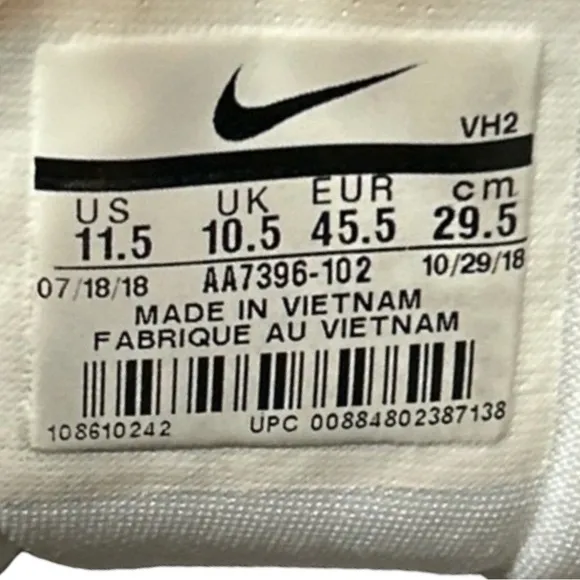 VH2
US UK EUR cm
11.5 10.5 45.5 29.5
07/18/18 AA7396-102 10/29/18
MADE IN VIETNAM
FABRIQUE AU VIETNAM
108610242 UPC 00884802387138